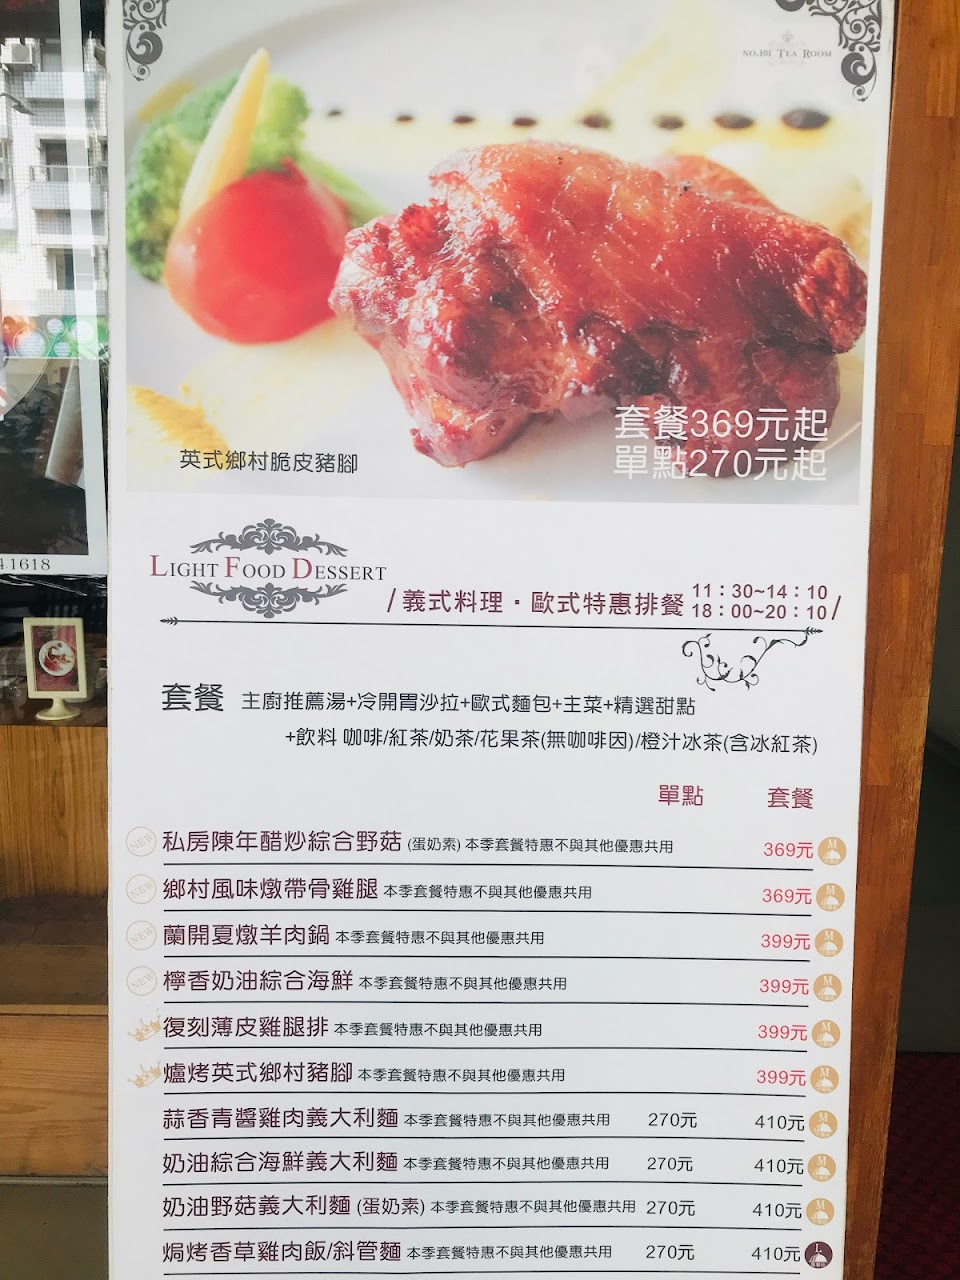 NO.101 TEA ROOM
套餐369元起
單點270元起
英式鄉村脆皮豬腳
4.1618
LIGHT FOOD DESSERT
/義式料理・歐式特惠排餐 11：30~14：10
18：00~20：10/
套餐 主廚推薦湯+冷開胃沙拉+歐式麵包+主菜+精選甜點
+飲料 咖啡/紅茶/奶茶/花果茶(無咖啡因)/橙汁冰茶(含冰紅茶)
單點 套餐
NEW 私房陳年醋炒綜合野菇 (蛋奶素) 本季套餐特惠不與其他優惠共用 369元 M
NEW 鄉村風味燉帶骨雞腿 本季套餐特惠不與其他優惠共用 369元 M
NEW 蘭開夏燉羊肉鍋 本季套餐特惠不與其他優惠共用 399元 M
NEW 檸香奶油綜合海鮮 本季套餐特惠不與其他優惠共用 399元 M
復刻薄皮雞腿排 本季套餐特惠不與其他優惠共用 399元 M
爐烤英式鄉村豬腳 本季套餐特惠不與其他優惠共用 399元 M
蒜香青醬雞肉義大利麵 本季套餐特惠不與其他優惠共用 270元 410元 M
奶油綜合海鮮義大利麵 本季套餐特惠不與其他優惠共用 270元 410元 M
奶油野菇義大利麵 (蛋奶素) 本季套餐特惠不與其他優惠共用 270元 410元 M
焗烤香草雞肉飯/斜管麵 本季套餐特惠不與其他優惠共用 270元 410元 L